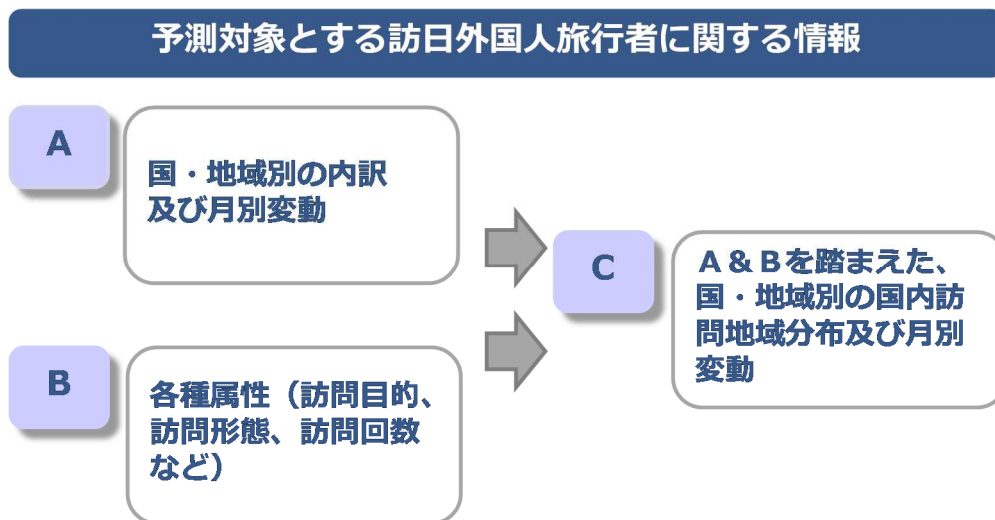 予測対象とする訪日外国人旅行者に関する情報
A
国・地域別の内訳
及び月別変動
B
各種属性（訪問目的、
訪問形態、訪問回数
など）
C
A＆Bを踏まえた、
国・地域別の国内訪
問地域分布及び月別
変動